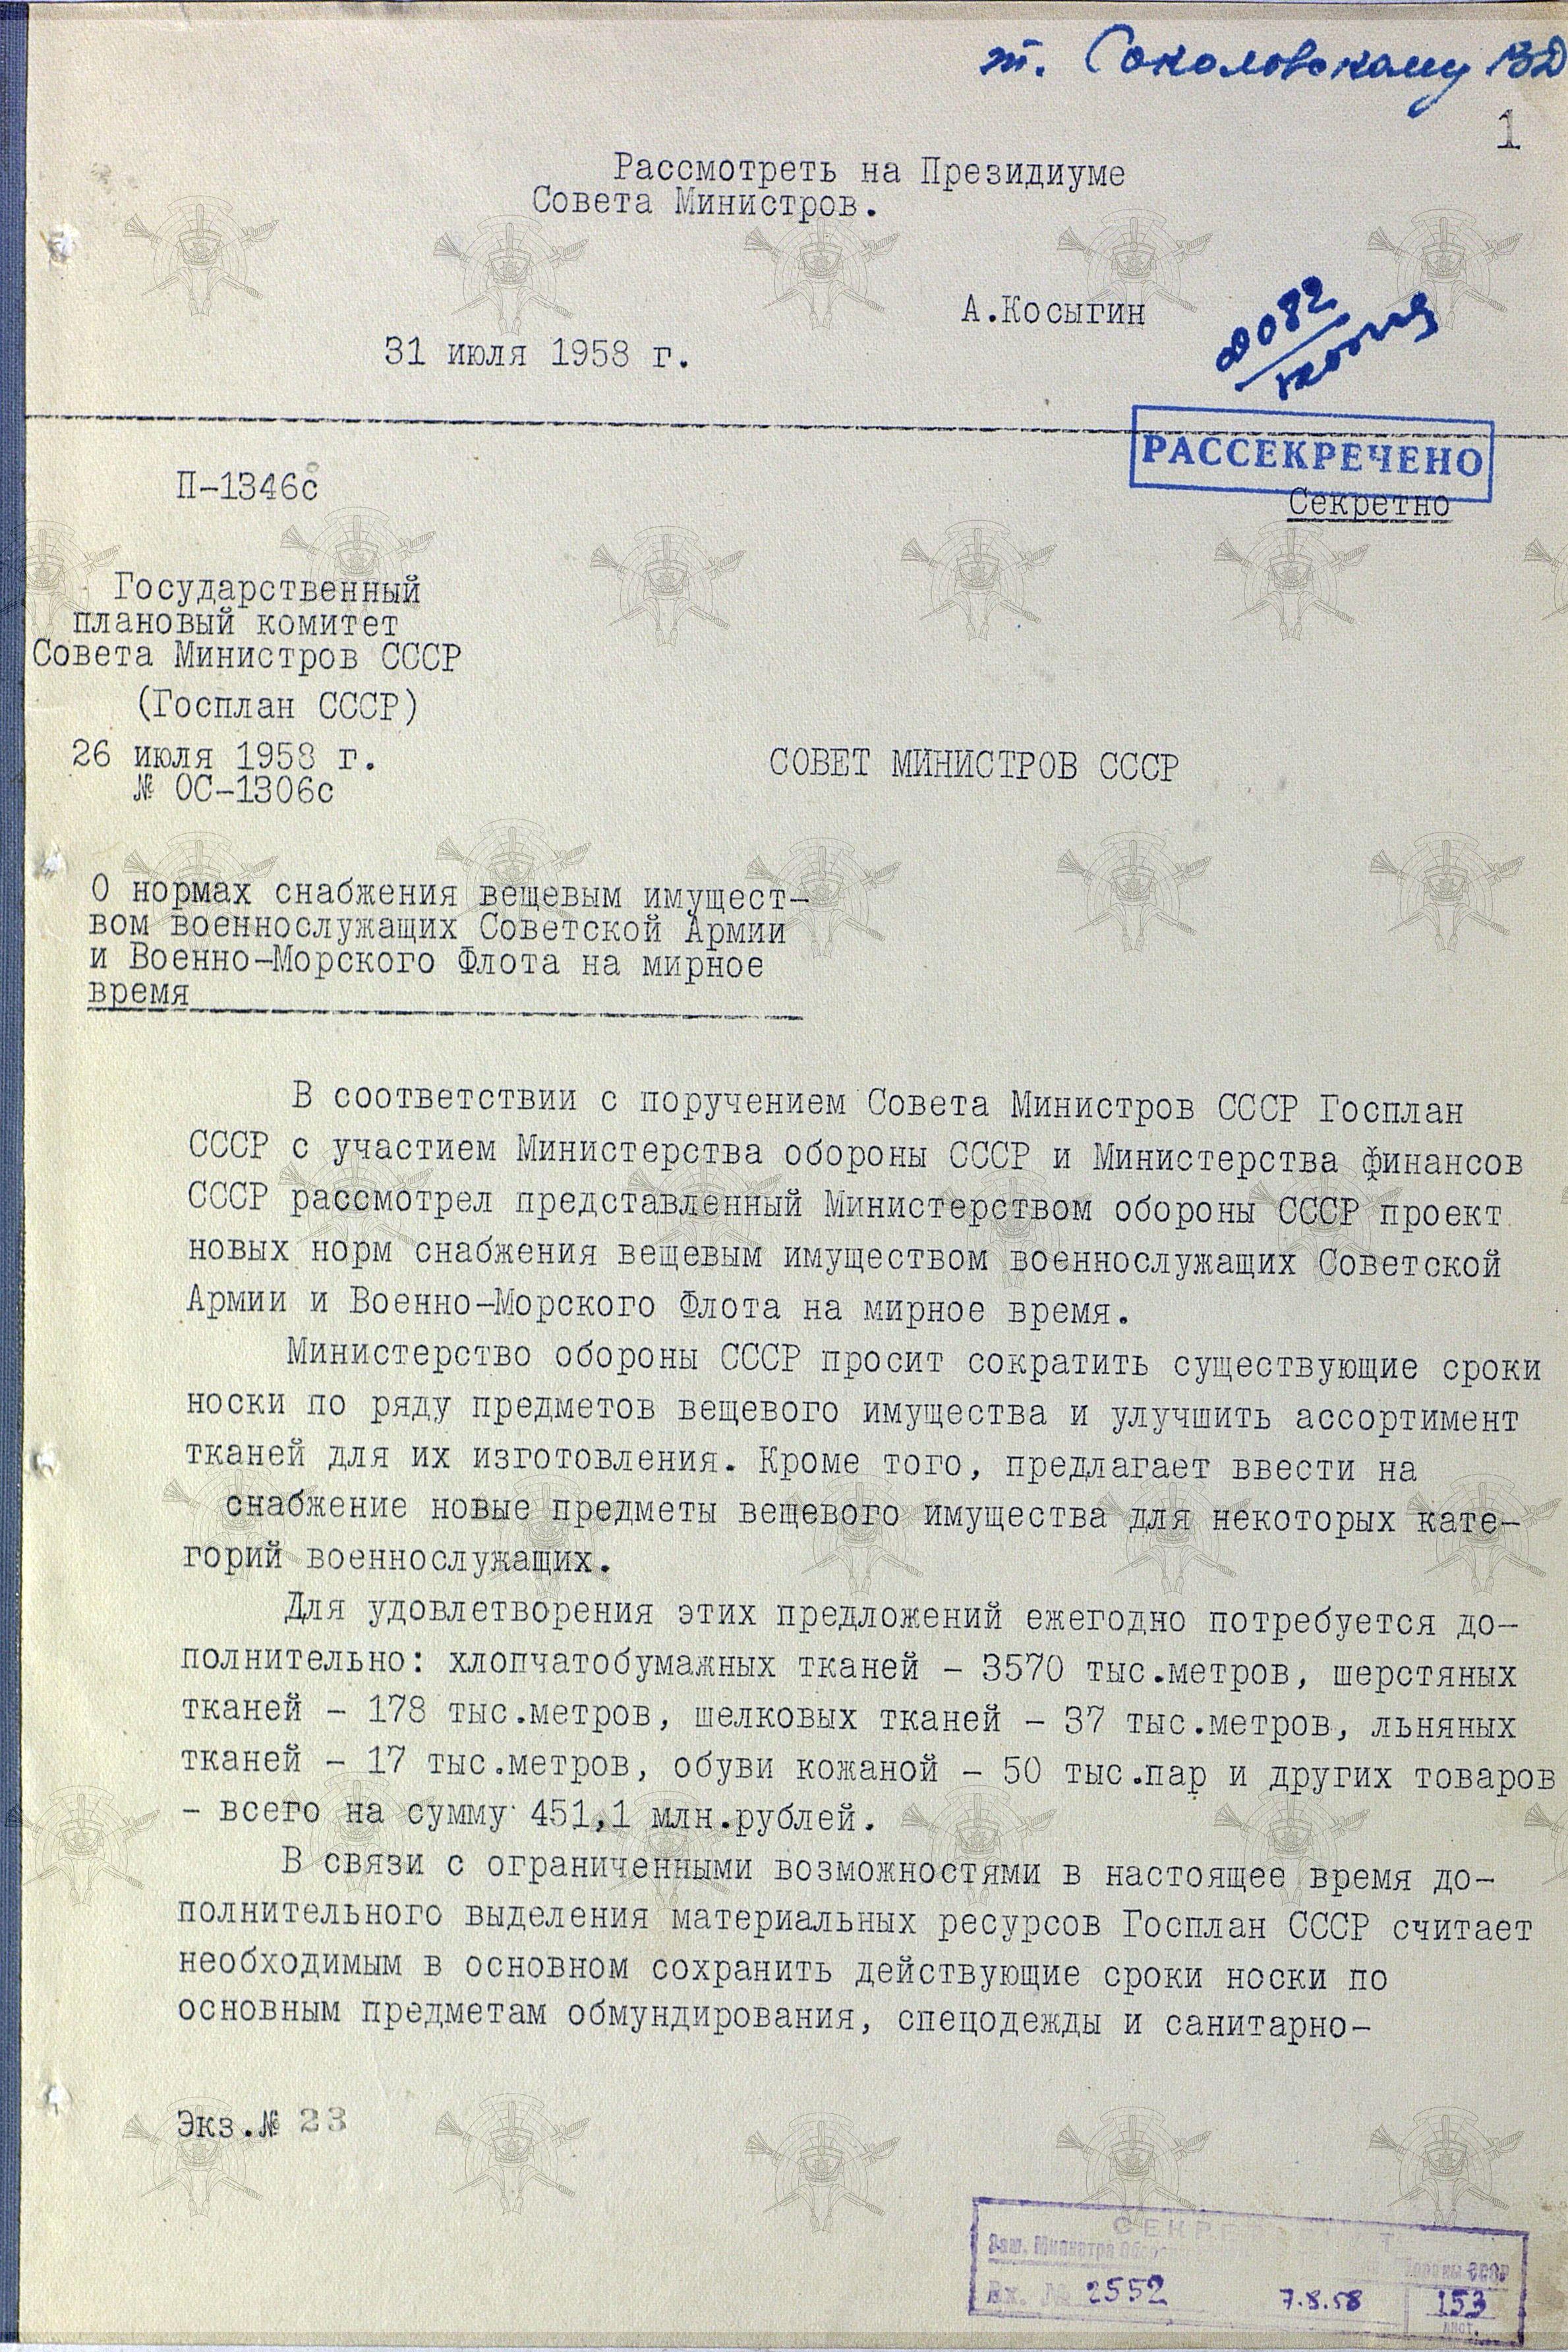 т. Соколовскому ВД
1
Рассмотреть на Президиуме
Совета Министров.
А.Косыгин
31 июля 1958 г.
8082
копия
РАССЕКРЕЧЕНО
П-1346с
Секретно
Государственный
плановый комитет
Совета Министров СССР
(Госплан СССР)
26 июля 1958 г.
№ ОС-1306с
СОВЕТ МИНИСТРОВ СССР
О нормах снабжения вещевым имущест-
вом военнослужащих Советской Армии
и Военно-Морского Флота на мирное
время
В соответствии с поручением Совета Министров СССР Госплан
СССР с участием Министерства обороны СССР и Министерства финансов
СССР рассмотрел представленный Министерством обороны СССР проект
новых норм снабжения вещевым имуществом военнослужащих Советской
Армии и Военно-Морского Флота на мирное время.
Министерство обороны СССР просит сократить существующие сроки
носки по ряду предметов вещевого имущества и улучшить ассортимент
тканей для их изготовления. Кроме того, предлагает ввести на
снабжение новые предметы вещевого имущества для некоторых кате-
горий военнослужащих.
Для удовлетворения этих предложений ежегодно потребуется до-
полнительно: хлопчатобумажных тканей - 3570 тыс.метров, шерстяных
тканей - 178 тыс.метров, шелковых тканей - 37 тыс.метров, льняных
тканей - 17 тыс.метров, обуви кожаной - 50 тыс.пар и других товаров
- всего на сумму 451,1 млн.рублей.
В связи с ограниченными возможностями в настоящее время до-
полнительного выделения материальных ресурсов Госплан СССР считает
необходимым в основном сохранить действующие сроки носки по
основным предметам обмундирования, спецодежды и санитарно-
Экз.№ 23
Зам. Министра СССР
Вх. № 2552 7.8.58 153
лист.